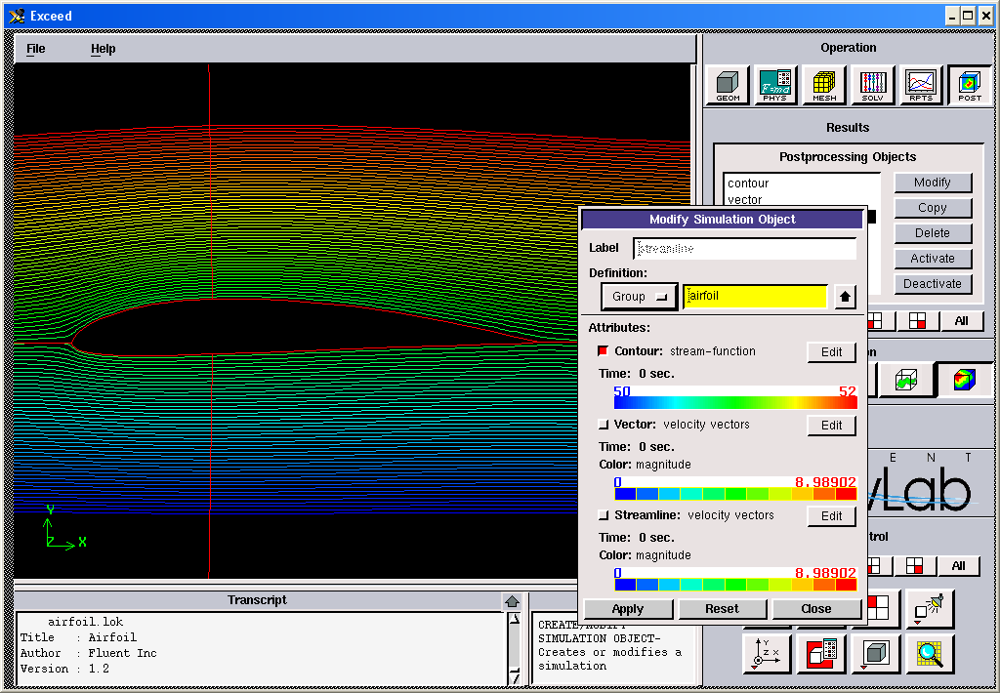 Exceed
File Help
Operation
GEOM PHYS MESH SOLV RPTS POST
F=ma
Results
Postprocessing Objects
contour
vector
Modify
Copy
Delete
Activate
Deactivate
All
Modify Simulation Object
Label streamline
Definition:
Group airfoil
Attributes:
Contour: stream-function Edit
Time: 0 sec.
50 52
Vector: velocity vectors Edit
Time: 0 sec.
Color: magnitude
0 8.98902
Streamline: velocity vectors Edit
Time: 0 sec.
Color: magnitude
0 8.98902
Apply Reset Close
E N T
Lab
All
Y
Z X
Transcript
airfoil.lok
Title : Airfoil
Author : Fluent Inc
Version : 1.2
CREATE/MODIFY
SIMULATION OBJECT-
Creates or modifies a
simulation
Y
Z X